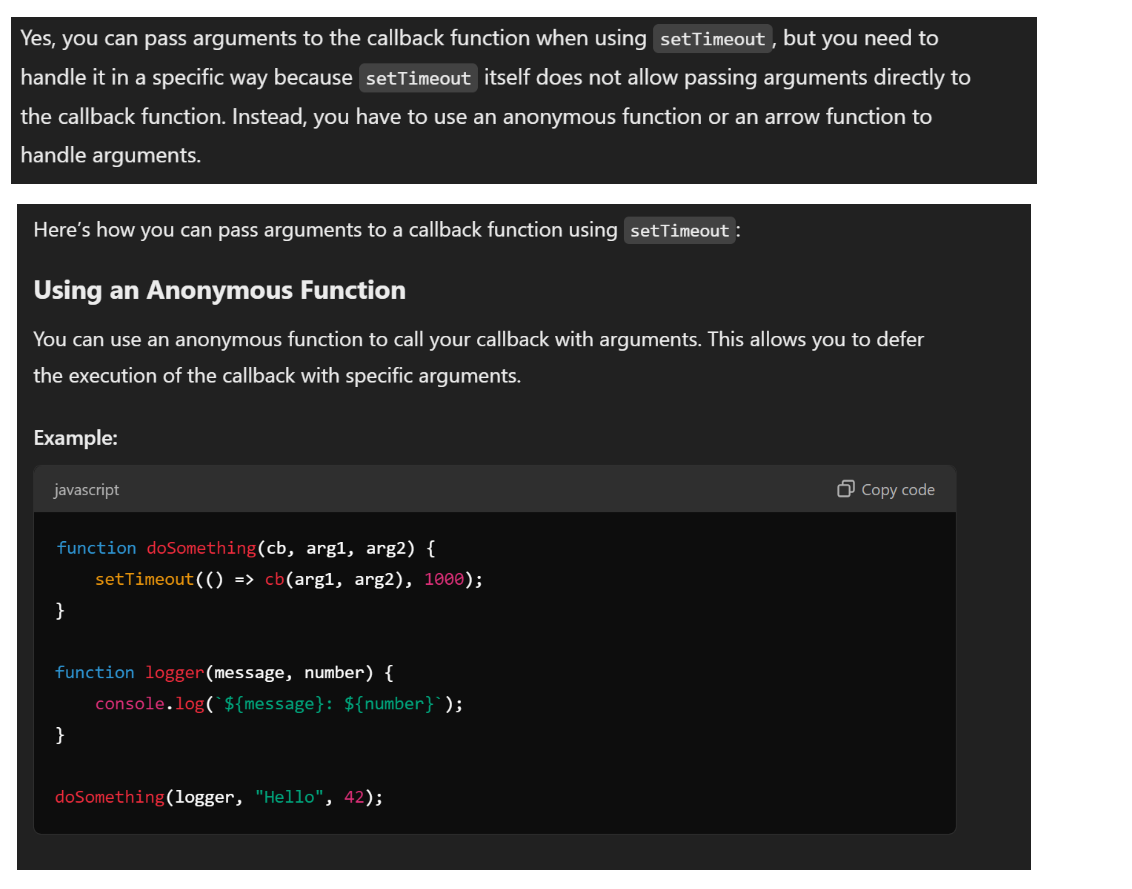 Yes, you can pass arguments to the callback function when using setTimeout, but you need to
handle it in a specific way because setTimeout itself does not allow passing arguments directly to
the callback function. Instead, you have to use an anonymous function or an arrow function to
handle arguments.
Here’s how you can pass arguments to a callback function using setTimeout:
Using an Anonymous Function
You can use an anonymous function to call your callback with arguments. This allows you to defer
the execution of the callback with specific arguments.
Example:
javascript Copy code
function doSomething(cb, arg1, arg2) {
    setTimeout(() => cb(arg1, arg2), 1000);
}
function logger(message, number) {
    console.log(`${message}: ${number}`);
}
doSomething(logger, "Hello", 42);